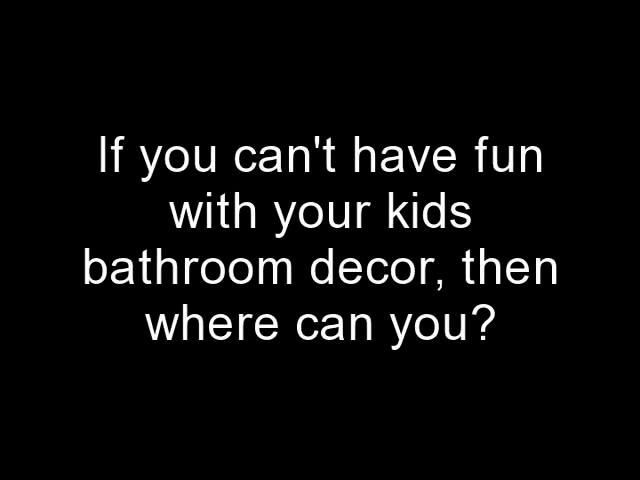 If you can't have fun
with your kids
bathroom decor, then
where can you?